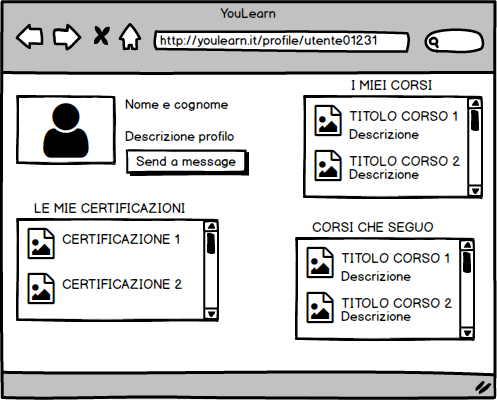 YouLearn
http://youlearn.it/profile/utente01231
I MIEI CORSI
Nome e cognome
Descrizione profilo
Send a message
TITOLO CORSO 1
Descrizione
TITOLO CORSO 2
Descrizione
LE MIE CERTIFICAZIONI
CERTIFICAZIONE 1
CERTIFICAZIONE 2
CORSI CHE SEGUO
TITOLO CORSO 1
Descrizione
TITOLO CORSO 2
Descrizione